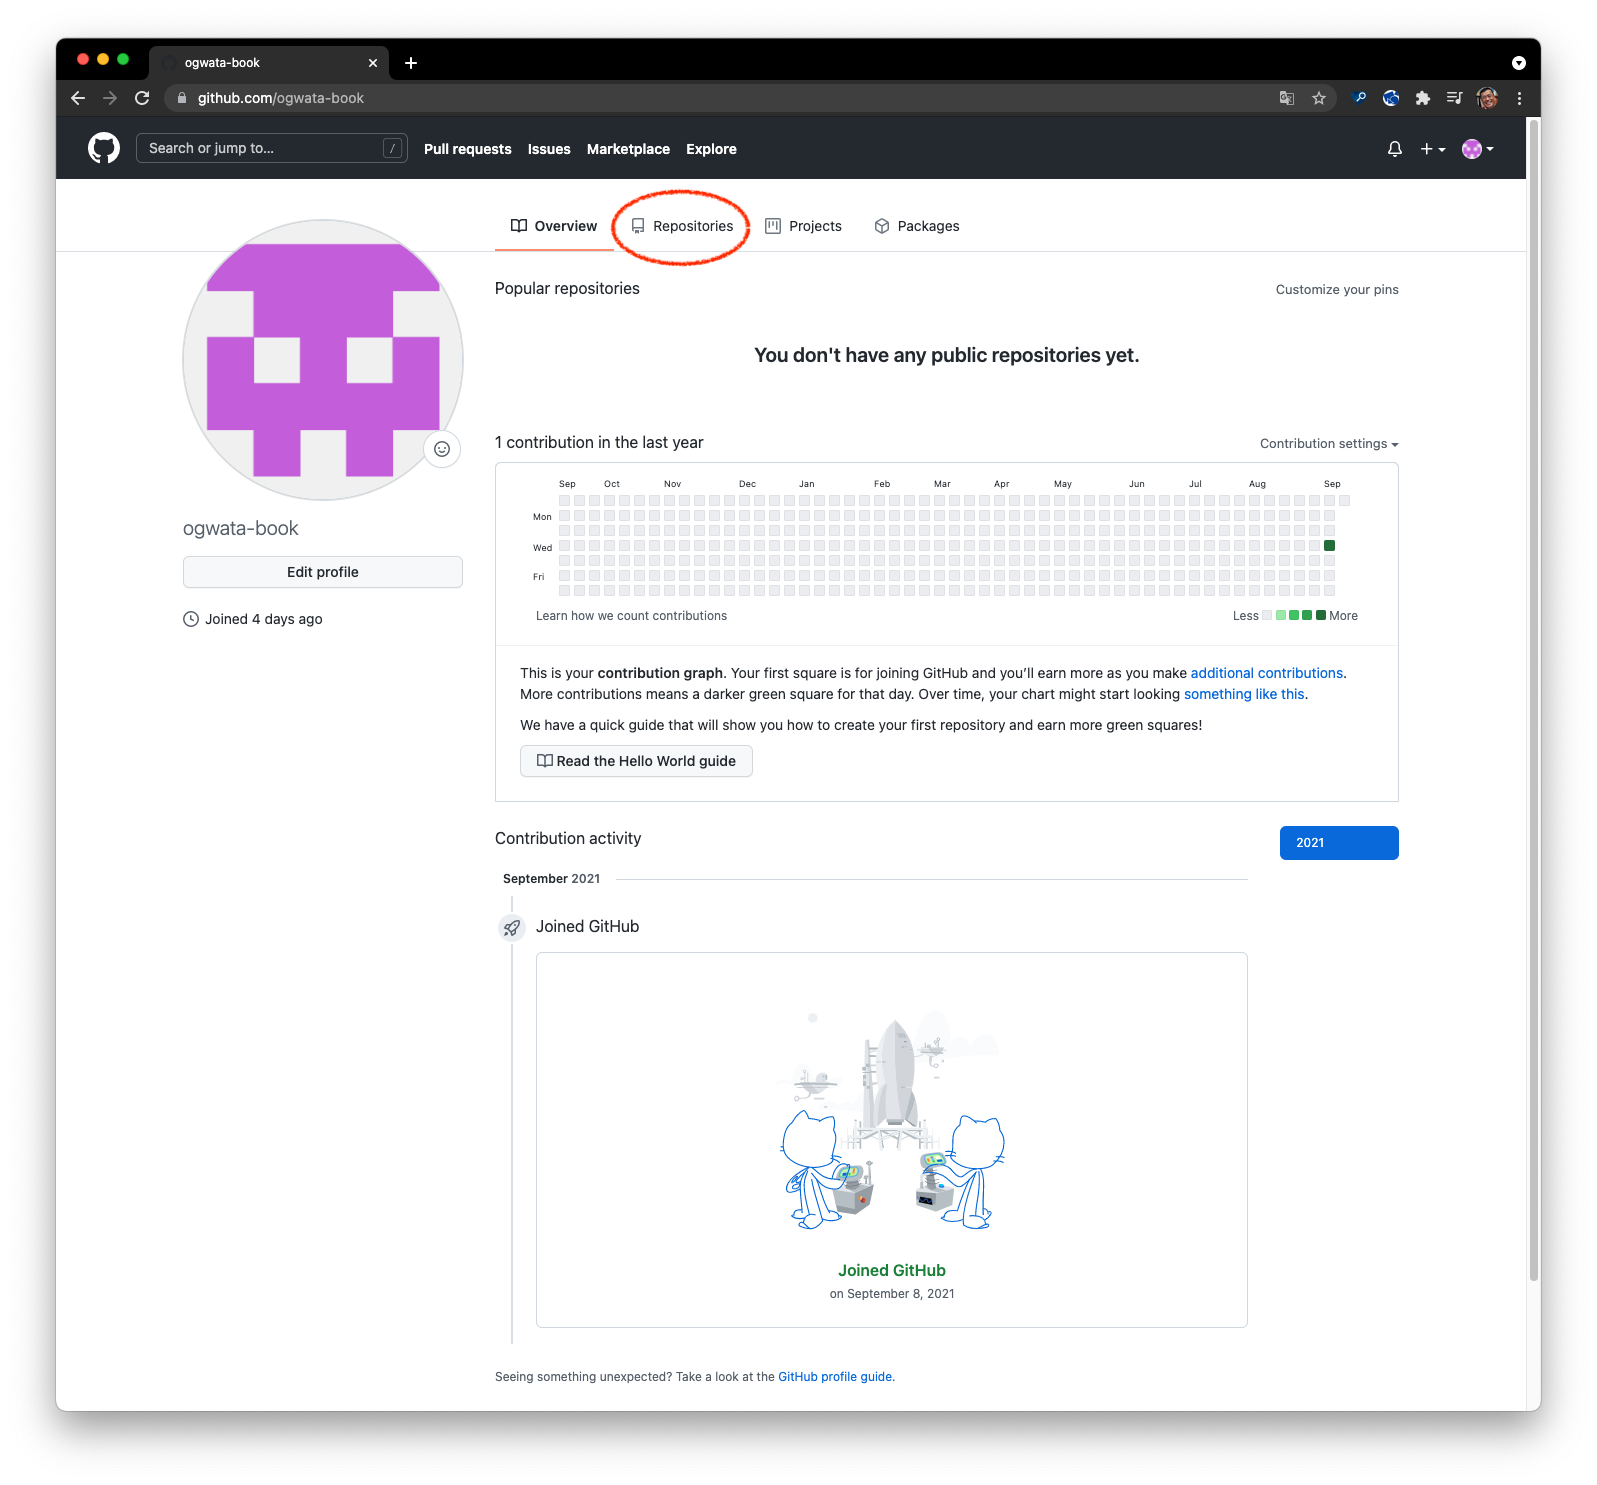 ogwata-book
github.com/ogwata-book
Search or jump to... /
Pull requests Issues Marketplace Explore
Overview Repositories Projects Packages
Popular repositories Customize your pins
You don't have any public repositories yet.
1 contribution in the last year Contribution settings
Sep Oct Nov Dec Jan Feb Mar Apr May Jun Jul Aug Sep
Mon
Wed
Fri
Learn how we count contributions Less More
ogwata-book
Edit profile
Joined 4 days ago
This is your contribution graph. Your first square is for joining GitHub and you’ll earn more as you make additional contributions.
More contributions means a darker green square for that day. Over time, your chart might start looking something like this.
We have a quick guide that will show you how to create your first repository and earn more green squares!
Read the Hello World guide
Contribution activity 2021
September 2021
Joined GitHub
Joined GitHub
on September 8, 2021
Seeing something unexpected? Take a look at the GitHub profile guide.